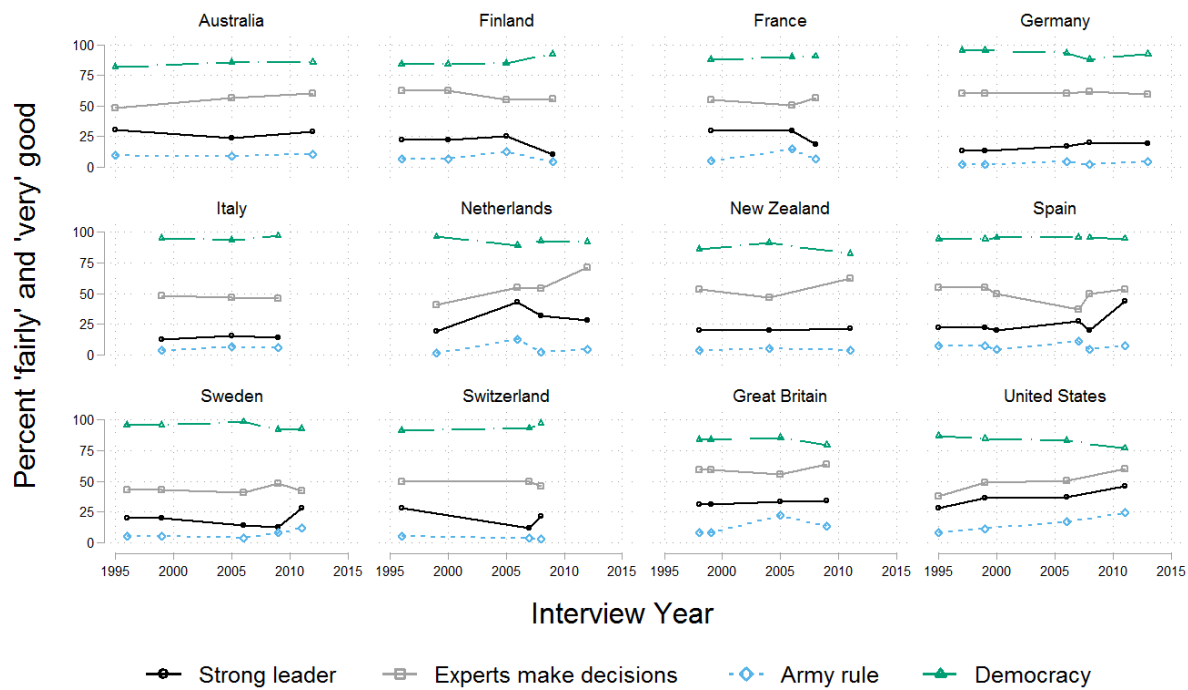 Australia Finland France Germany
100
75
50
25
0
Italy Netherlands New Zealand Spain
100
75
50
25
0
Sweden Switzerland Great Britain United States
100
75
50
25
0
1995 2000 2005 2010 2015 1995 2000 2005 2010 2015 1995 2000 2005 2010 2015 1995 2000 2005 2010 2015
Percent 'fairly' and 'very' good
Interview Year
Strong leader Experts make decisions Army rule Democracy